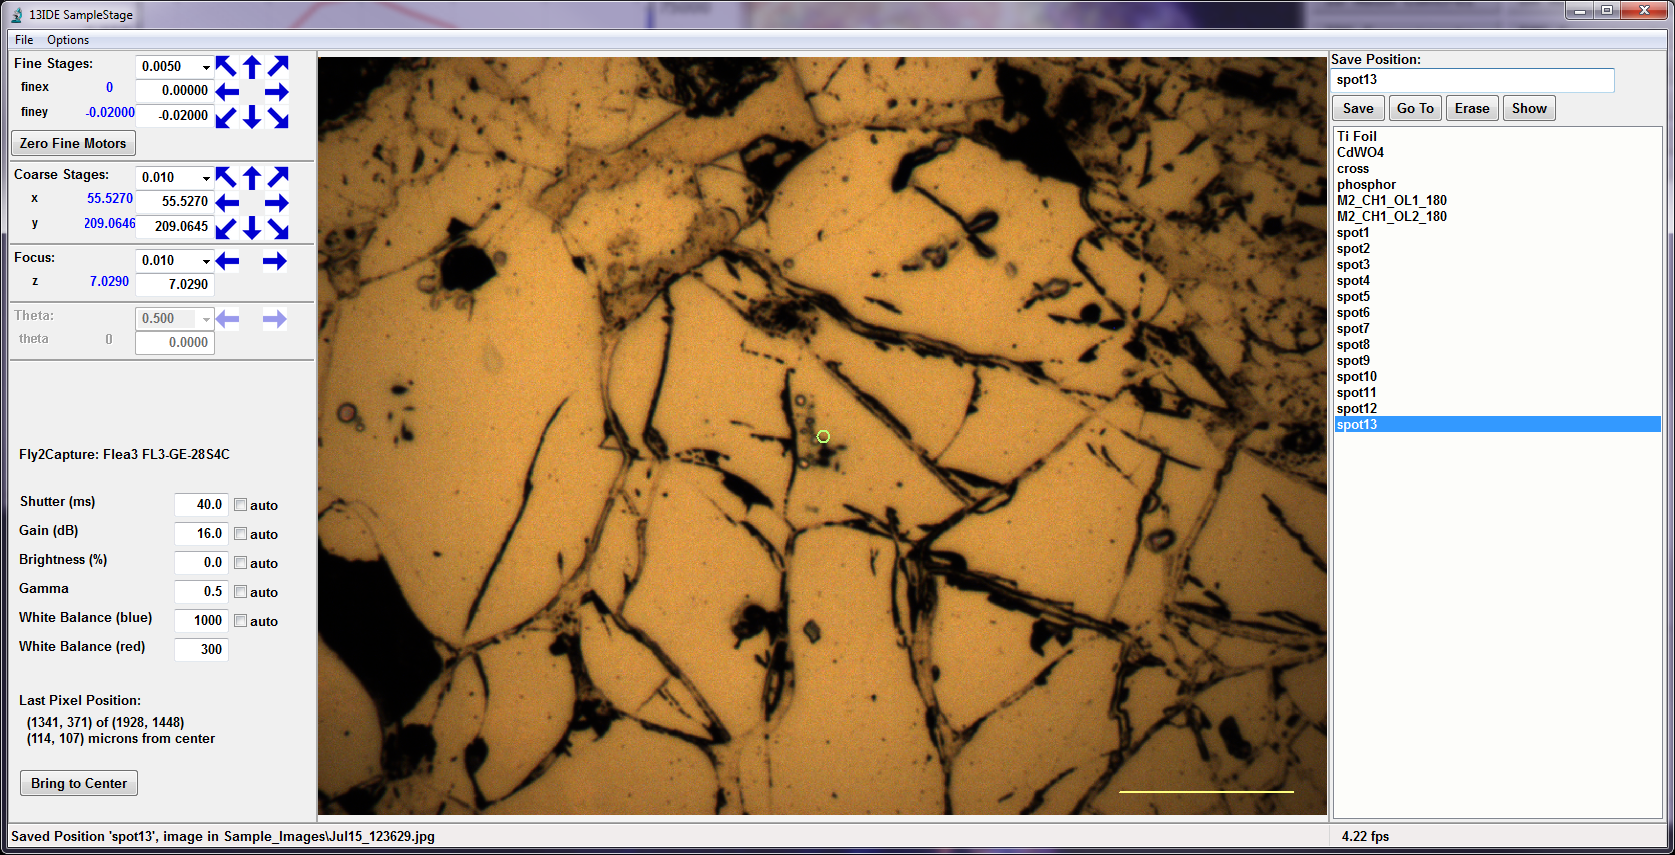 13IDE SampleStage
File Options
Fine Stages: 0.0050
finex 0 0.00000
finey -0.02000 -0.02000
Zero Fine Motors
Coarse Stages: 0.010
x 55.5270 55.5270
y 209.0646 209.0645
Focus: 0.010
z 7.0290 7.0290
Theta: 0.500
theta 0 0.0000
Fly2Capture: Flea3 FL3-GE-28S4C
Shutter (ms) 40.0 auto
Gain (dB) 16.0 auto
Brightness (%) 0.0 auto
Gamma 0.5 auto
White Balance (blue) 1000 auto
White Balance (red) 300
Last Pixel Position:
(1341, 371) of (1928, 1448)
(114, 107) microns from center
Bring to Center
Save Position:
spot13
Save Go To Erase Show
Ti Foil
CdWO4
cross
phosphor
M2_CH1_OL1_180
M2_CH1_OL2_180
spot1
spot2
spot3
spot4
spot5
spot6
spot7
spot8
spot9
spot10
spot11
spot12
spot13
Saved Position 'spot13', image in Sample_Images\Jul15_123629.jpg
4.22 fps